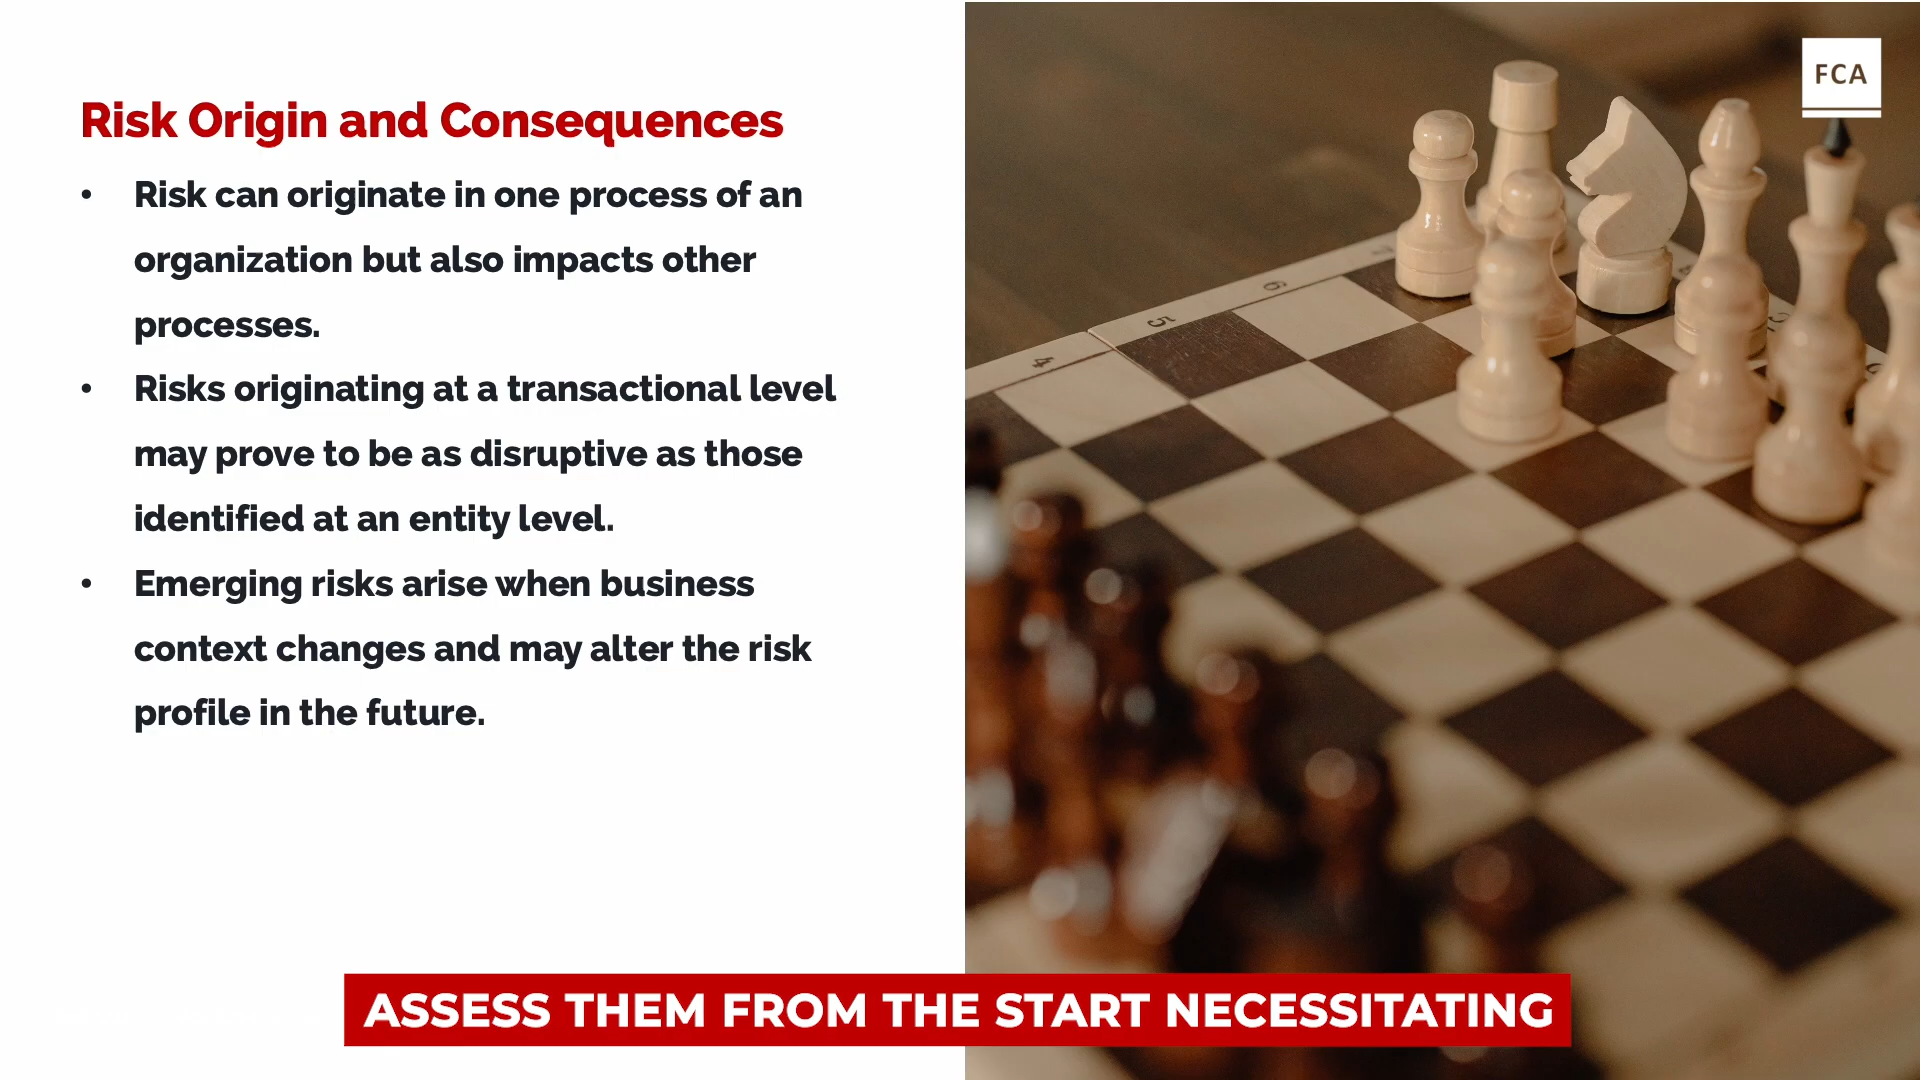 Risk Origin and Consequences
• Risk can originate in one process of an
organization but also impacts other
processes.
• Risks originating at a transactional level
may prove to be as disruptive as those
identified at an entity level.
• Emerging risks arise when business
context changes and may alter the risk
profile in the future.
FCA
4
5
6
ASSESS THEM FROM THE START NECESSITATING